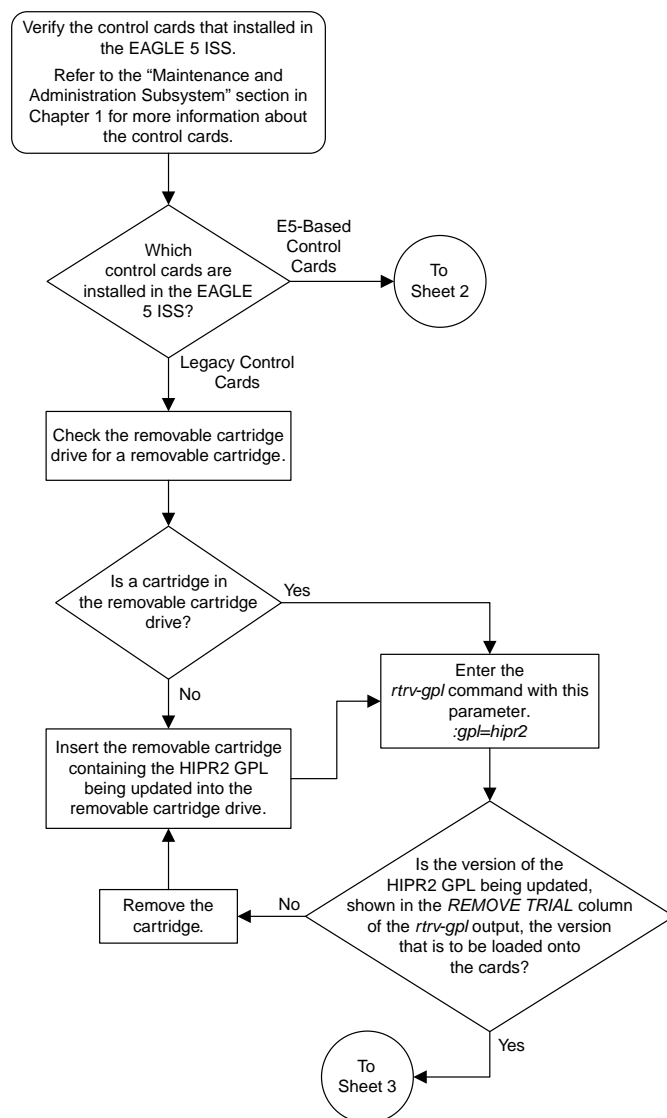 Verify the control cards that installed in
the EAGLE 5 ISS.
Refer to the “Maintenance and
Administration Subsystem” section in
Chapter 1 for more information about
the control cards.
Which
control cards are
installed in the EAGLE
5 ISS?
E5-Based
Control
Cards
To
Sheet 2
Legacy Control
Cards
Check the removable cartridge
drive for a removable cartridge.
Is a cartridge in
the removable cartridge
drive?
Yes
No
Enter the
rtrv-gpl command with this
parameter.
:gpl=hipr2
Insert the removable cartridge
containing the HIPR2 GPL
being updated into the
removable cartridge drive.
Is the version of the
HIPR2 GPL being updated,
shown in the REMOVE TRIAL column
of the rtrv-gpl output, the version
that is to be loaded onto
the cards?
No
Remove the
cartridge.
Yes
To
Sheet 3